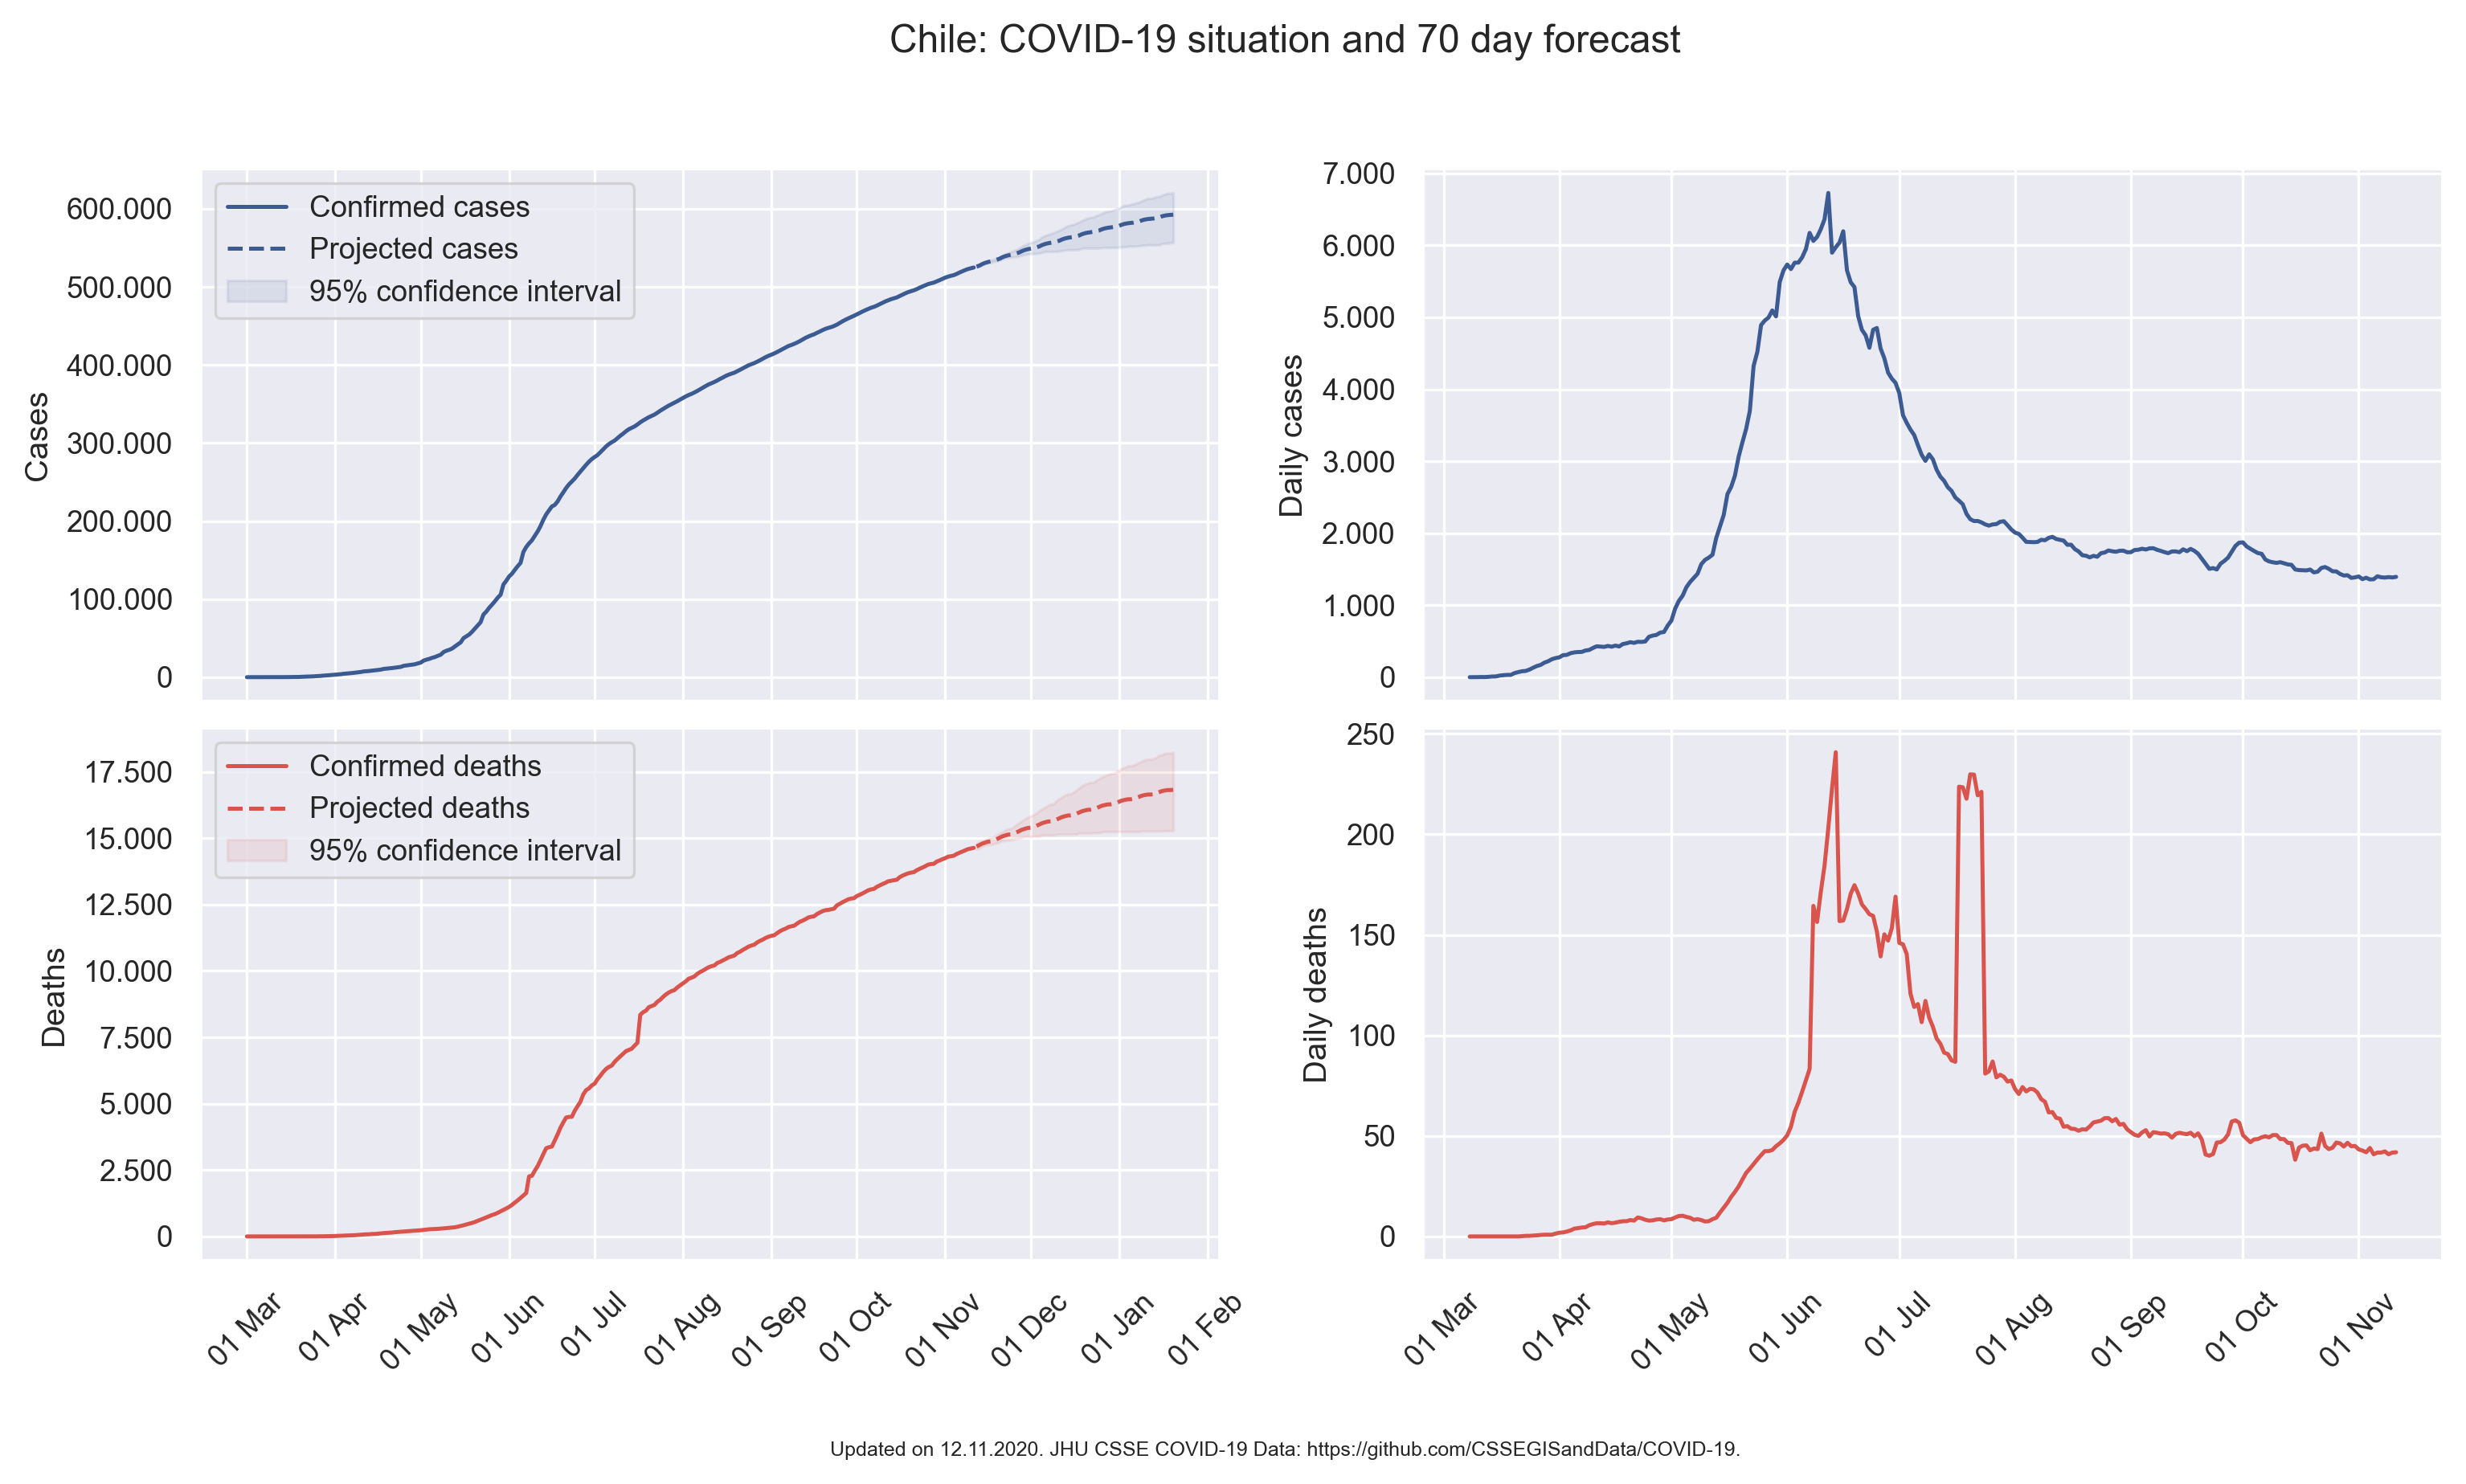 Chile: COVID-19 situation and 70 day forecast
Cases
600.000
500.000
400.000
300.000
200.000
100.000
0
Confirmed cases
Projected cases
95% confidence interval
Daily cases
7.000
6.000
5.000
4.000
3.000
2.000
1.000
0
Deaths
17.500
15.000
12.500
10.000
7.500
5.000
2.500
0
Confirmed deaths
Projected deaths
95% confidence interval
01 Mar
01 Apr
01 May
01 Jun
01 Jul
01 Aug
01 Sep
01 Oct
01 Nov
01 Dec
01 Jan
01 Feb
Daily deaths
250
200
150
100
50
0
01 Mar
01 Apr
01 May
01 Jun
01 Jul
01 Aug
01 Sep
01 Oct
01 Nov
Updated on 12.11.2020. JHU CSSE COVID-19 Data: https://github.com/CSSEGISandData/COVID-19.